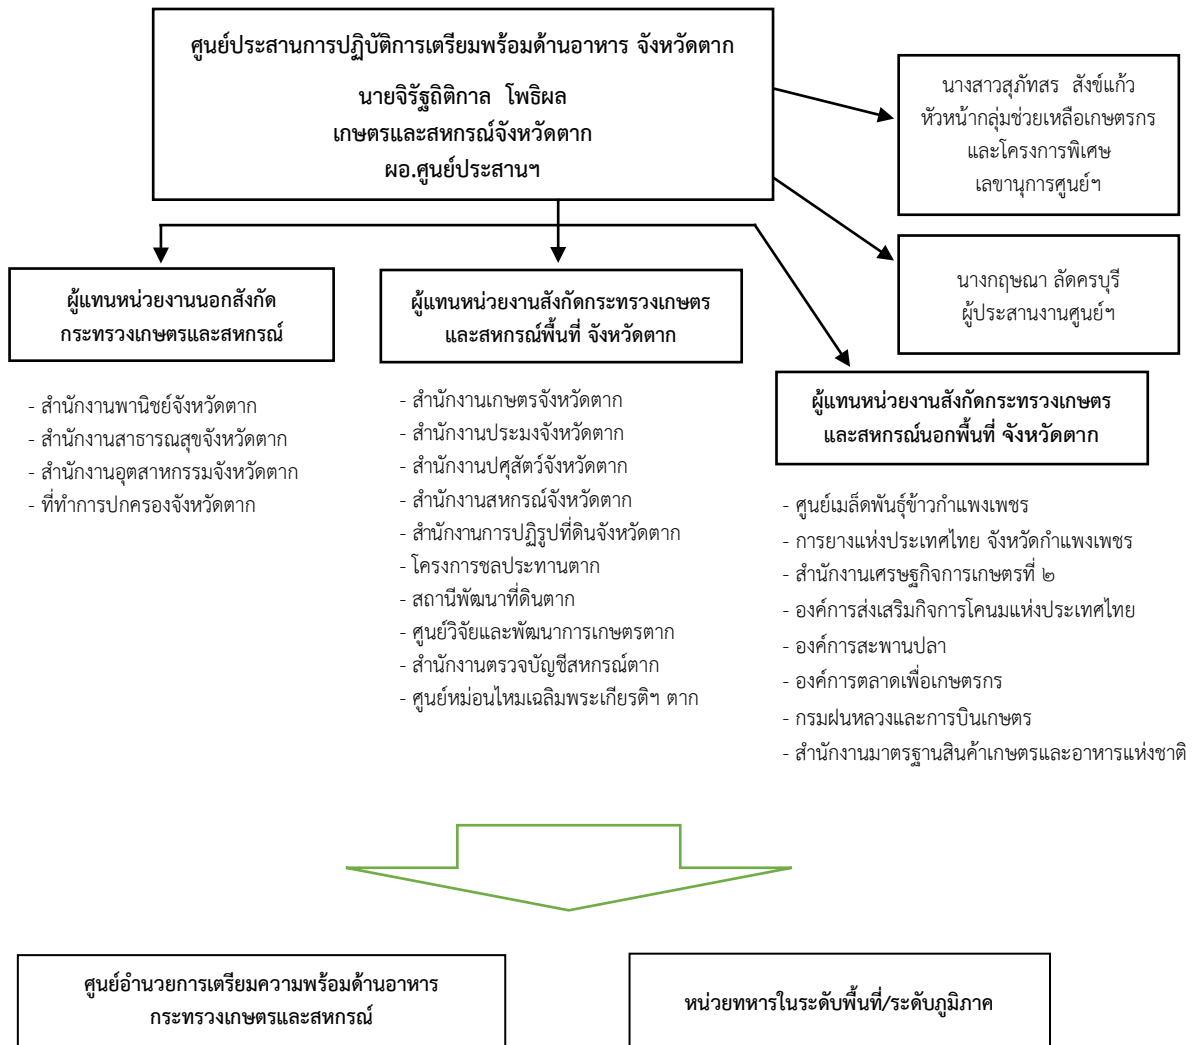 ศูนย์ประสานการปฏิบัติการเตรียมพร้อมด้านอาหาร จังหวัดตาก
นายจิรัฐถิติกาล  โพธิผล
เกษตรและสหกรณ์จังหวัดตาก
ผอ.ศูนย์ประสานฯ
นางสาวสุภัทสร  สังข์แก้ว
หัวหน้ากลุ่มช่วยเหลือเกษตรกร
และโครงการพิเศษ
เลขานุการศูนย์ฯ
นางกฤษณา ลัดครบุรี
ผู้ประสานงานศูนย์ฯ
ผู้แทนหน่วยงานนอกสังกัด
กระทรวงเกษตรและสหกรณ์
- สำนักงานพานิชย์จังหวัดตาก
- สำนักงานสาธารณสุขจังหวัดตาก
- สำนักงานอุตสาหกรรมจังหวัดตาก
- ที่ทำการปกครองจังหวัดตาก
ผู้แทนหน่วยงานสังกัดกระทรวงเกษตร
และสหกรณ์พื้นที่ จังหวัดตาก
- สำนักงานเกษตรจังหวัดตาก
- สำนักงานประมงจังหวัดตาก
- สำนักงานปศุสัตว์จังหวัดตาก
- สำนักงานสหกรณ์จังหวัดตาก
- สำนักงานการปฏิรูปที่ดินจังหวัดตาก
- โครงการชลประทานตาก
- สถานีพัฒนาที่ดินตาก
- ศูนย์วิจัยและพัฒนาการเกษตรตาก
- สำนักงานตรวจบัญชีสหกรณ์ตาก
- ศูนย์หม่อนไหมเฉลิมพระเกียรติฯ ตาก
ผู้แทนหน่วยงานสังกัดกระทรวงเกษตร
และสหกรณ์นอกพื้นที่ จังหวัดตาก
- ศูนย์เมล็ดพันธุ์ข้าวกำแพงเพชร
- การยางแห่งประเทศไทย จังหวัดกำแพงเพชร
- สำนักงานเศรษฐกิจการเกษตรที่ ๒
- องค์การส่งเสริมกิจการโคนมแห่งประเทศไทย
- องค์การสะพานปลา
- องค์การตลาดเพื่อเกษตรกร
- กรมฝนหลวงและการบินเกษตร
- สำนักงานมาตรฐานสินค้าเกษตรและอาหารแห่งชาติ
ศูนย์อำนวยการเตรียมความพร้อมด้านอาหาร
กระทรวงเกษตรและสหกรณ์
หน่วยทหารในระดับพื้นที่/ระดับภูมิภาค